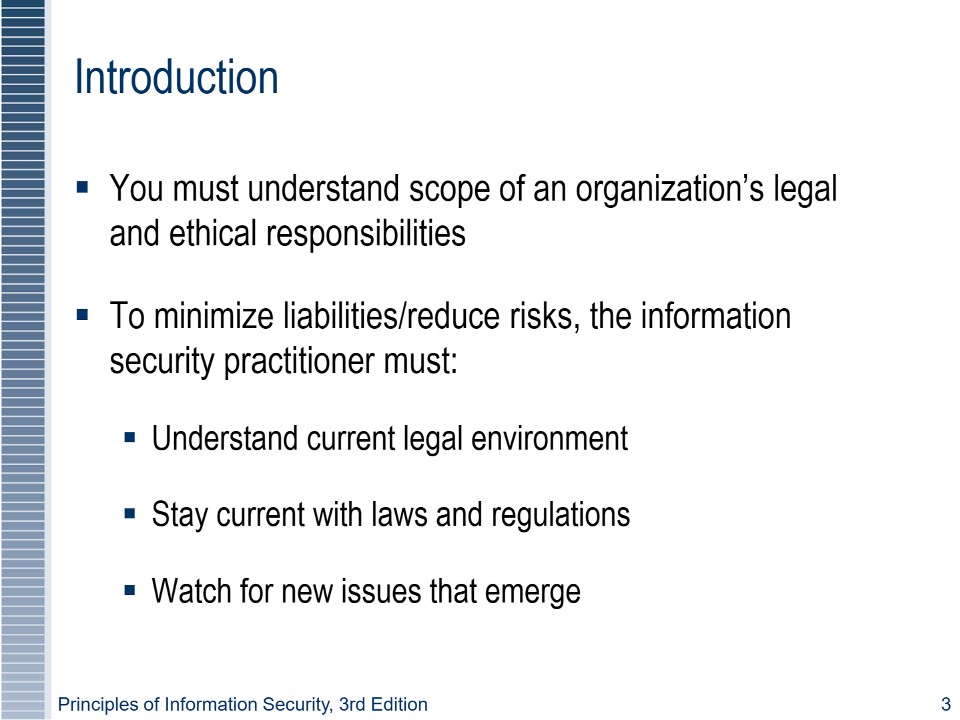 Introduction
▪ You must understand scope of an organization’s legal
and ethical responsibilities
▪ To minimize liabilities/reduce risks, the information
security practitioner must:
▪ Understand current legal environment
▪ Stay current with laws and regulations
▪ Watch for new issues that emerge
Principles of Information Security, 3rd Edition 3